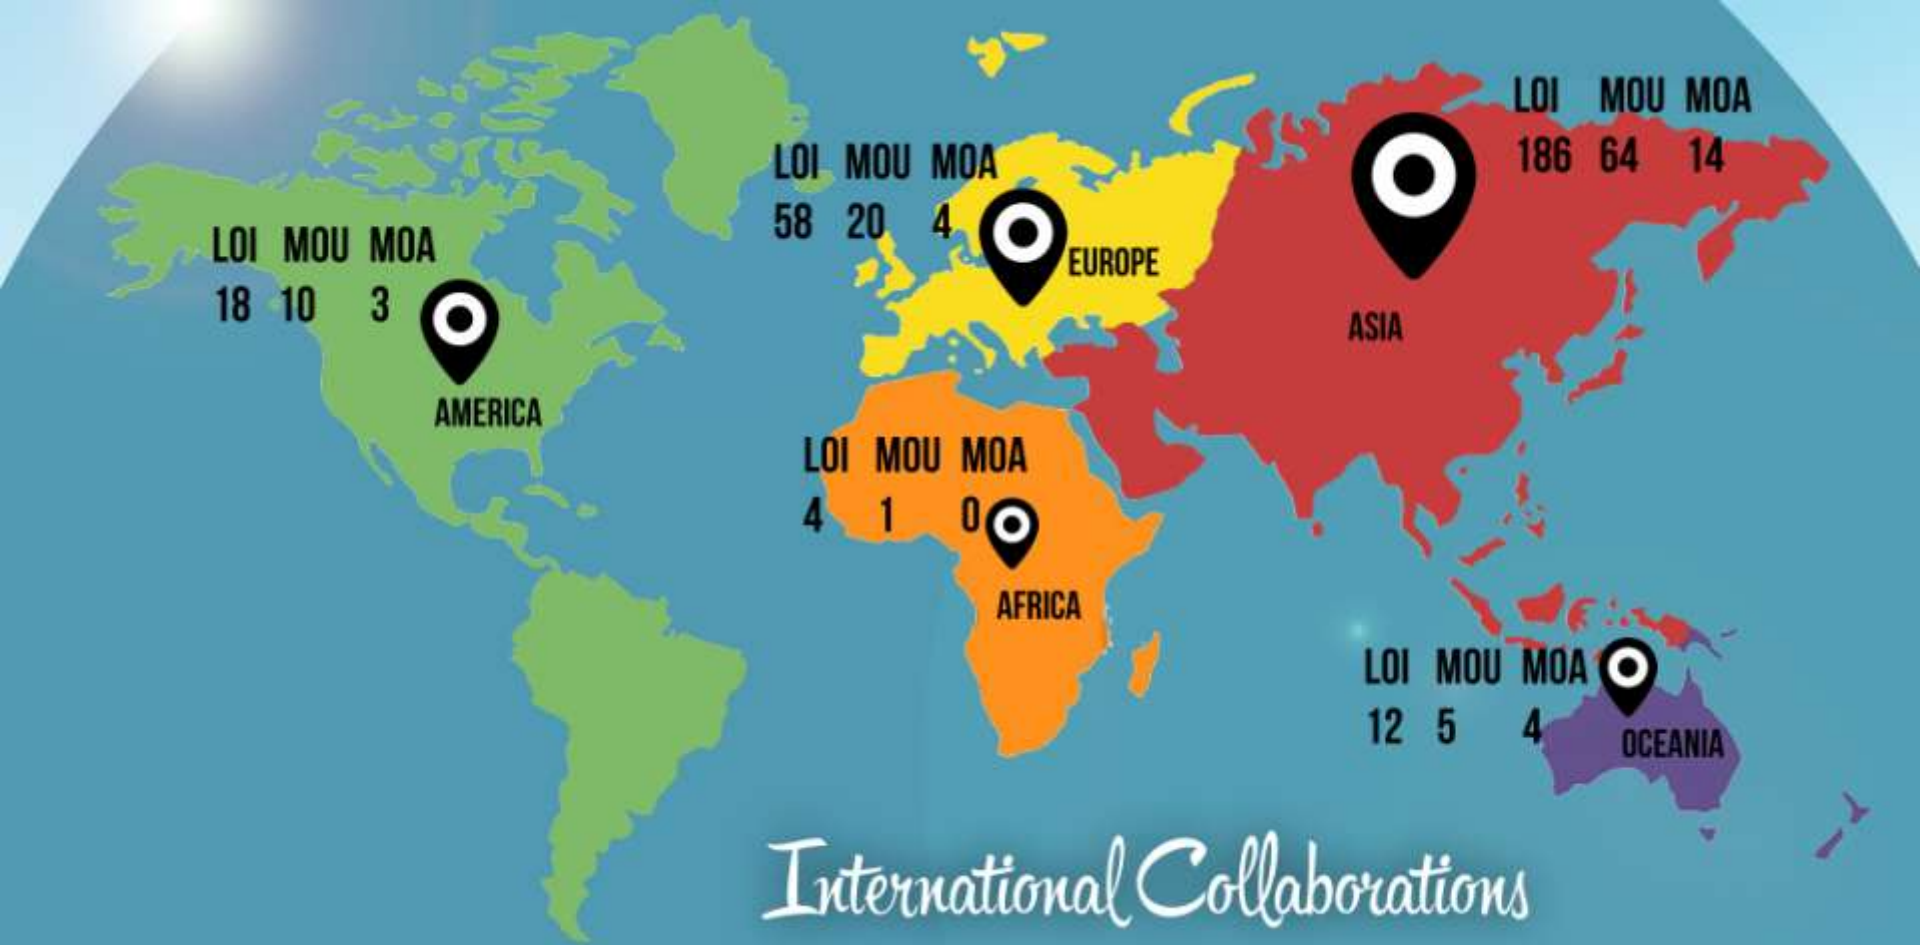 LOI MOU MOA
186 64 14
ASIA
LOI MOU MOA
58 20 4
EUROPE
LOI MOU MOA
18 10 3
AMERICA
LOI MOU MOA
4 1 0
AFRICA
LOI MOU MOA
12 5 4
OCEANIA
International Collaborations